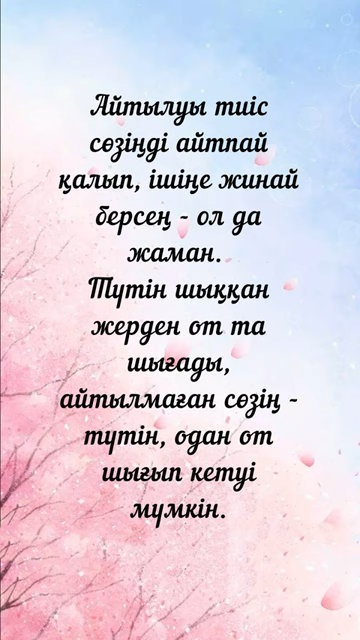 Айтылуы тиіс
сөзіңді айтпай
қалып, ішіңе жинай
берсең - ол да
жаман.
Түтін шыққан
жерден от та
шығады,
айтылмаған сөзің -
түтін, одан от
шығып кетуі
мүмкін.